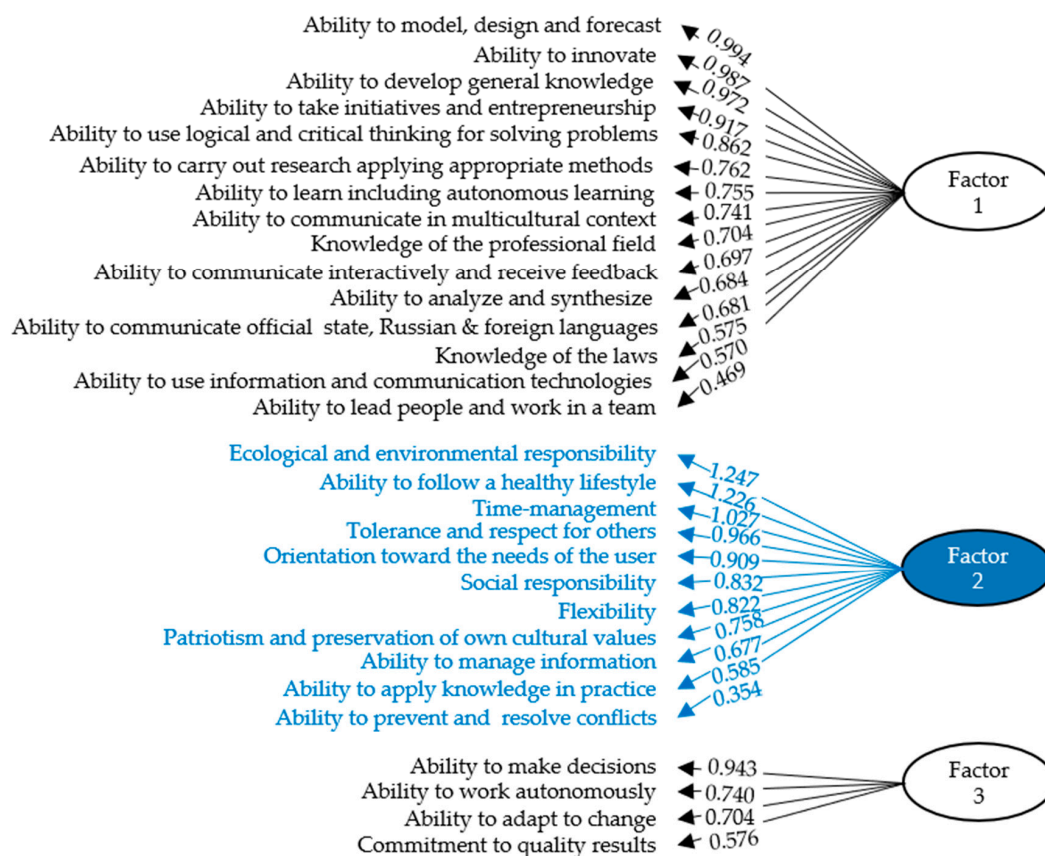 Ability to model, design and forecast 0.994
Ability to innovate 0.987
Ability to develop general knowledge 0.972
Ability to take initiatives and entrepreneurship 0.917
Ability to use logical and critical thinking for solving problems 0.862
Ability to carry out research applying appropriate methods 0.762
Ability to learn including autonomous learning 0.755
Ability to communicate in multicultural context 0.741
Knowledge of the professional field 0.704
Ability to communicate interactively and receive feedback 0.697
Ability to analyze and synthesize 0.684
Ability to communicate official state, Russian & foreign languages 0.681
Knowledge of the laws 0.575
Ability to use information and communication technologies 0.570
Ability to lead people and work in a team 0.469
Factor
1
Ecological and environmental responsibility 1.247
Ability to follow a healthy lifestyle 1.226
Time-management 1.027
Tolerance and respect for others 0.966
Orientation toward the needs of the user 0.909
Social responsibility 0.832
Flexibility 0.822
Patriotism and preservation of own cultural values 0.758
Ability to manage information 0.677
Ability to apply knowledge in practice 0.585
Ability to prevent and resolve conflicts 0.354
Factor
2
Ability to make decisions 0.943
Ability to work autonomously 0.740
Ability to adapt to change 0.704
Commitment to quality results 0.576
Factor
3